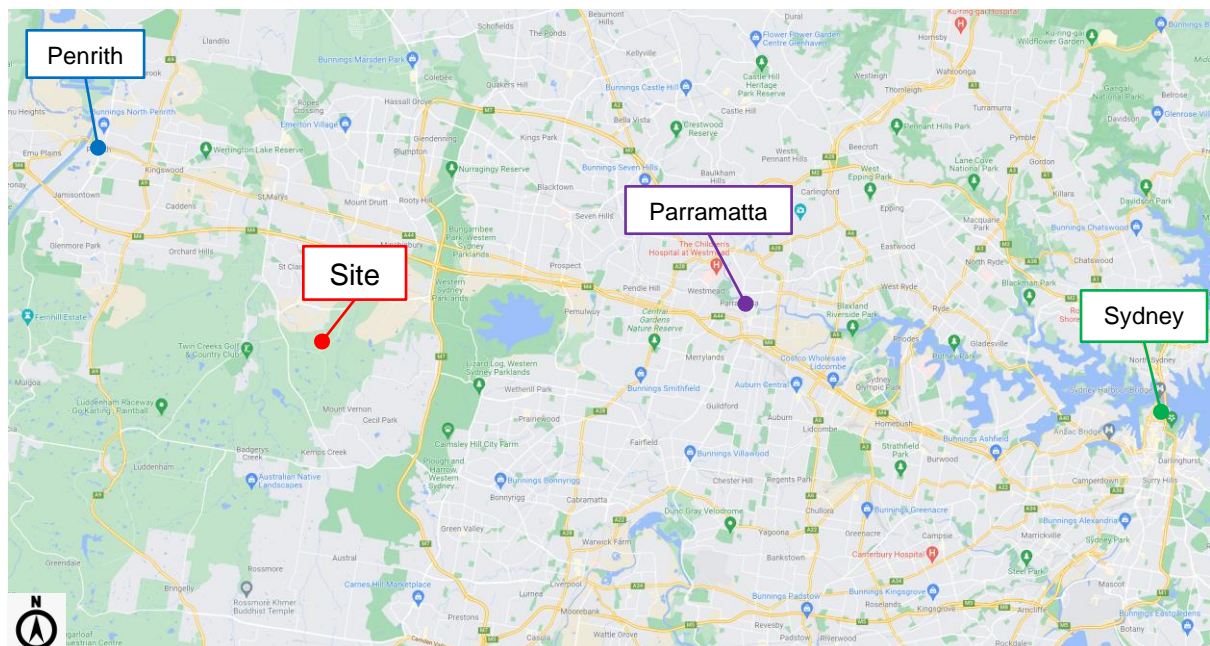 Penrith
Site
Parramatta
Sydney
N
Llandilo
Schofields
The Ponds
Beaumont
Hills
Dural
Ku-ring-gai
Hornsby
Wildflower Garden
Flower Power Garden
Centre Glenhaven
Kellyville
Bunnings Marsden Park
Colebee
Quakers Hill
Bunnings Castle Hill
Castle Hill
Heritage
Park Reserve
Westleigh
Wahroonga
Thornleigh
Turramurra
Gangal
National Park
Belrose
Davidson
Glenrose Vill
Bunnings North Penrith
Ropes
Crossing
Emerton Village
Hassall Grove
Bella Vista
Castle Hill
Crestwood
Reserve
Pennant Hills Park
Pymble
Emu Plains
Werrington Lake Reserve
Glendenning
Plumpton
Kings Park
West
Pennant Hills
Beecroft
Lane Cove
National Park
Gordon
Kingswood
Nurragingy Reserve
Bunnings Seven Hills
Baulkham
Hills
Carlingford
West
Epping Park
Killara
Davidson Park
Jamisontown
Caddens
St Marys
Mount Druitt
Rooty Hill
Blacktown
Seven Hills
Epping
Macquarie
Park
Bunnings Chatswood
Glenmore Park
Orchard Hills
Minchinbury
Bungarribee
Park, Western
Sydney
Parklands
Prospect
The Children's
Hospital at Westmead
Eastwood
North Ryde
Chatswood
St Clair
Western
Sydney
Parklands
Pemulwuy
Pendle Hill
Westmead
West Ryde
Blackman Park
Fernhill Estate
Central
Gardens
Nature Reserve
Blaxland
Riverside Park
Ryde
Twin Creeks Golf
& Country Club
Merrylands
Rhodes
Putney Park
Gladesville
Mulgoa
Lizard Log, Western
Sydney Parklands
Costco Wholesale
Lidcombe
North Sydney
Wetherill Park
Bunnings Smithfield
Auburn Central
Sydney
Olympic Park
Sydney Harbour Bridge
Luddenham Raceway
Go Karting, Paintball
Mount Vernon
Cecil Park
Prairiewood
Guildford
Auburn
Lidcombe
Homebush
Anzac Bridge
Calmsley Hill City Farm
Fairfield
Strathfield
Park
Bunnings Ashfield
Darlinghurst
Luddenham
Badgerys
Creek
Kemps Creek
Plough and
Harrow,
Western
Sydney...
Bunnings Villawood
Burwood
Australian Native
Landscapes
Bunnings Bonnyrigg
Chester Hill
Regents Park
Camperdown
Surry Hills
Bonnyrigg
Cabramatta
Dunc Gray Velodrome
Chullora
Bunnings Greenacre
Bunnings Alexandria
Green Valley
Yagoona
Greenacre
Campsie
Marrickville
Sydney Park
Greendale
Austral
Warwick Farm
Bankstown
Canterbury Hospital
Steel Park
Bringelly
Rossmore
Carnes Hill Marketplace
Liverpool
Lurnea
Mascot
Rossmore Khmer
Buddhist Temple
Moorebank
Bunnings Padstow
Bunnings Kingsgrove
Roselands
Kingsgrove
Arncliffe
Bunnings Eastgardens
Prestons
Casula
Wattle Grove
Revesby
Padstow
Riverwood
Rockdale
Botany